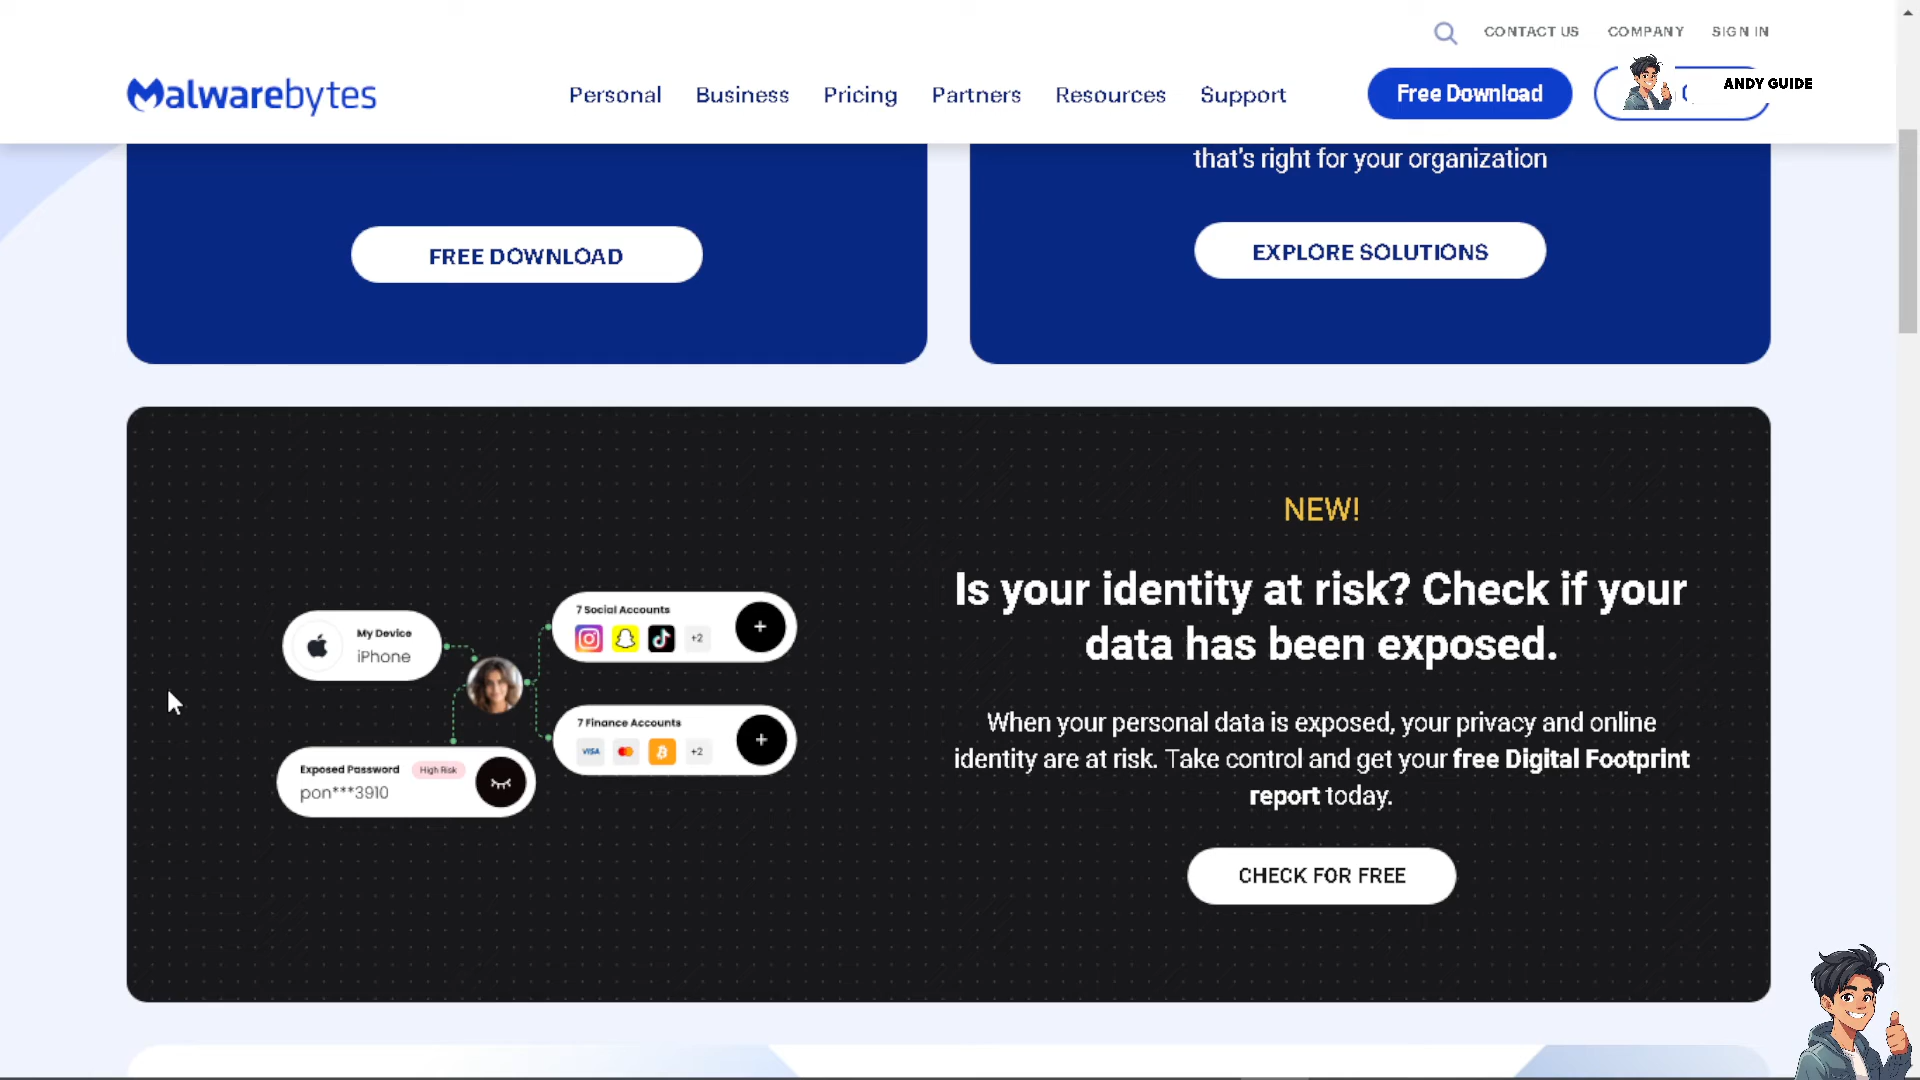 CONTACT US COMPANY SIGN IN
Malwarebytes Personal Business Pricing Partners Resources Support Free Download ANDY GUIDE
that's right for your organization
FREE DOWNLOAD
EXPLORE SOLUTIONS
NEW!
Is your identity at risk? Check if your
data has been exposed.
My Device
iPhone
7 Social Accounts
+2
+
7 Finance Accounts
VISA
+2
+
Exposed Password High Risk
pon***3910
When your personal data is exposed, your privacy and online
identity are at risk. Take control and get your free Digital Footprint
report today.
CHECK FOR FREE